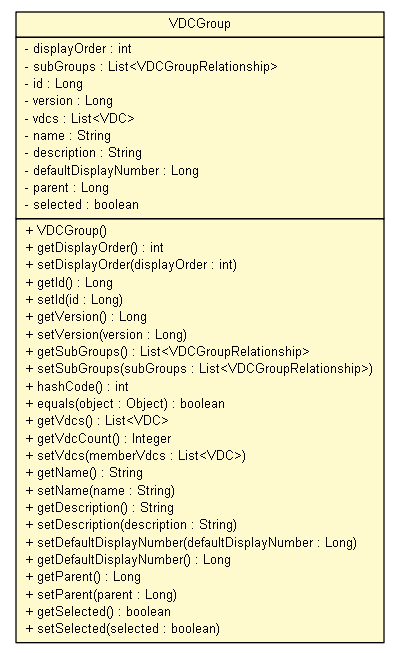 VDCGroup
- displayOrder : int
- subGroups : List<VDCGroupRelationship>
- id : Long
- version : Long
- vdcs : List<VDC>
- name : String
- description : String
- defaultDisplayNumber : Long
- parent : Long
- selected : boolean
+ VDCGroup()
+ getDisplayOrder() : int
+ setDisplayOrder(displayOrder : int)
+ getId() : Long
+ setId(id : Long)
+ getVersion() : Long
+ setVersion(version : Long)
+ getSubGroups() : List<VDCGroupRelationship>
+ setSubGroups(subGroups : List<VDCGroupRelationship>)
+ hashCode() : int
+ equals(object : Object) : boolean
+ getVdcs() : List<VDC>
+ getVdcCount() : Integer
+ setVdcs(memberVdcs : List<VDC>)
+ getName() : String
+ setName(name : String)
+ getDescription() : String
+ setDescription(description : String)
+ setDefaultDisplayNumber(defaultDisplayNumber : Long)
+ getDefaultDisplayNumber() : Long
+ getParent() : Long
+ setParent(parent : Long)
+ getSelected() : boolean
+ setSelected(selected : boolean)